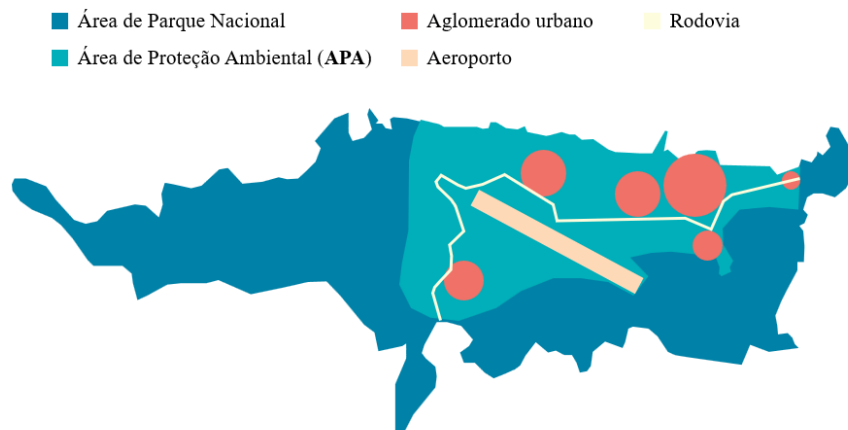 Área de Parque Nacional
Aglomerado urbano
Rodovia
Área de Proteção Ambiental (APA)
Aeroporto